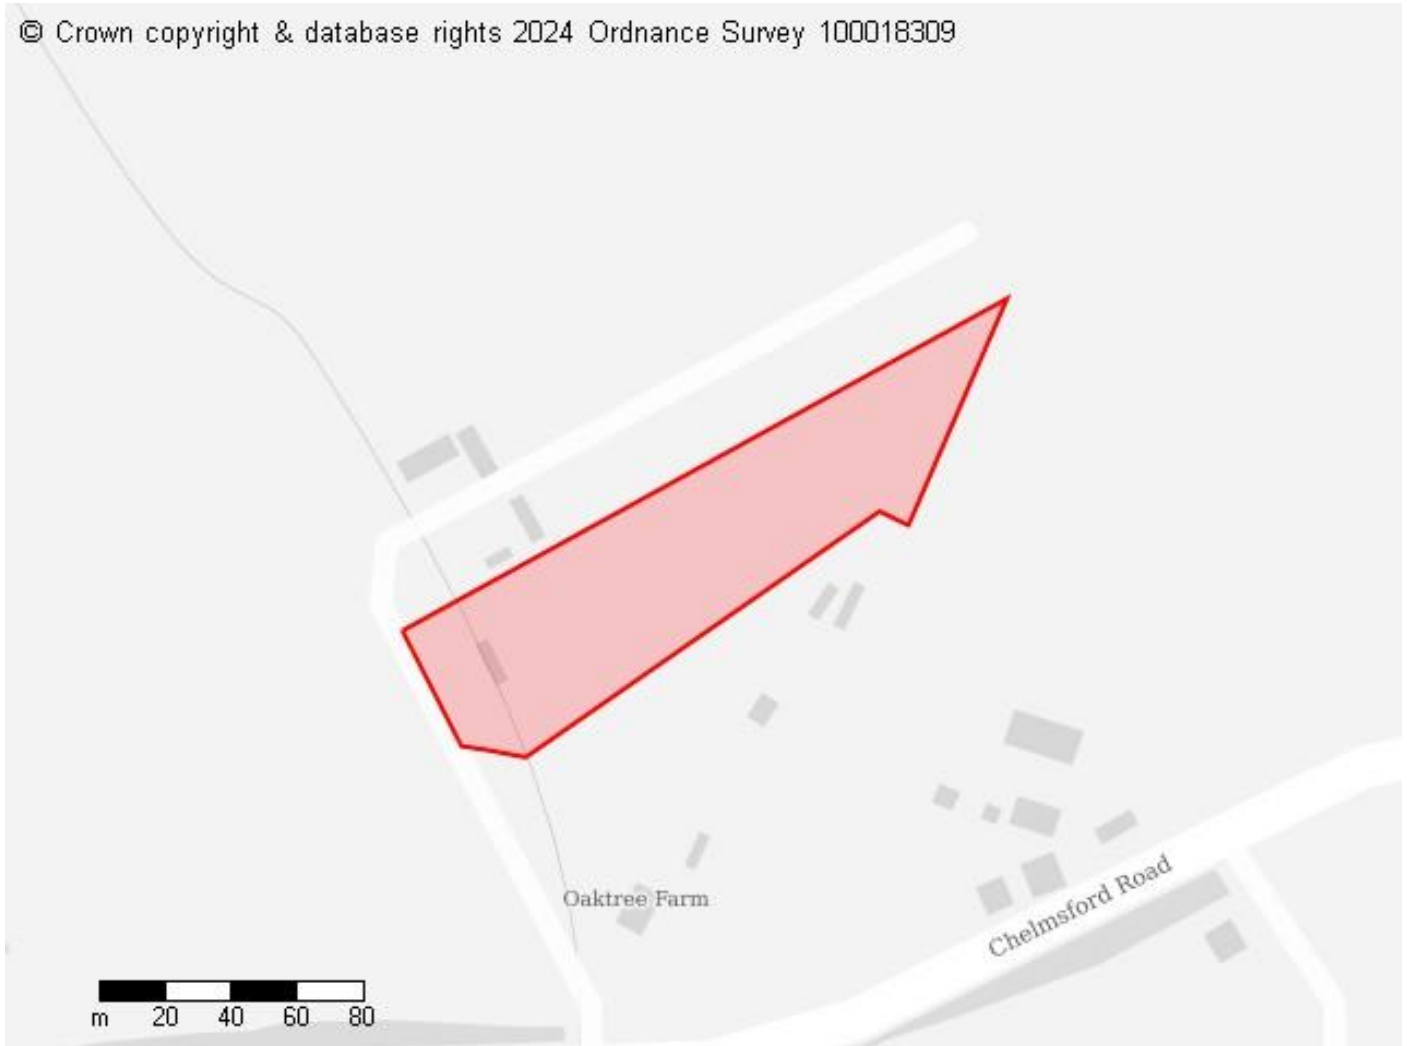 © Crown copyright & database rights 2024 Ordnance Survey 100018309
Oaktree Farm
Chelmsford Road
m 20 40 60 80